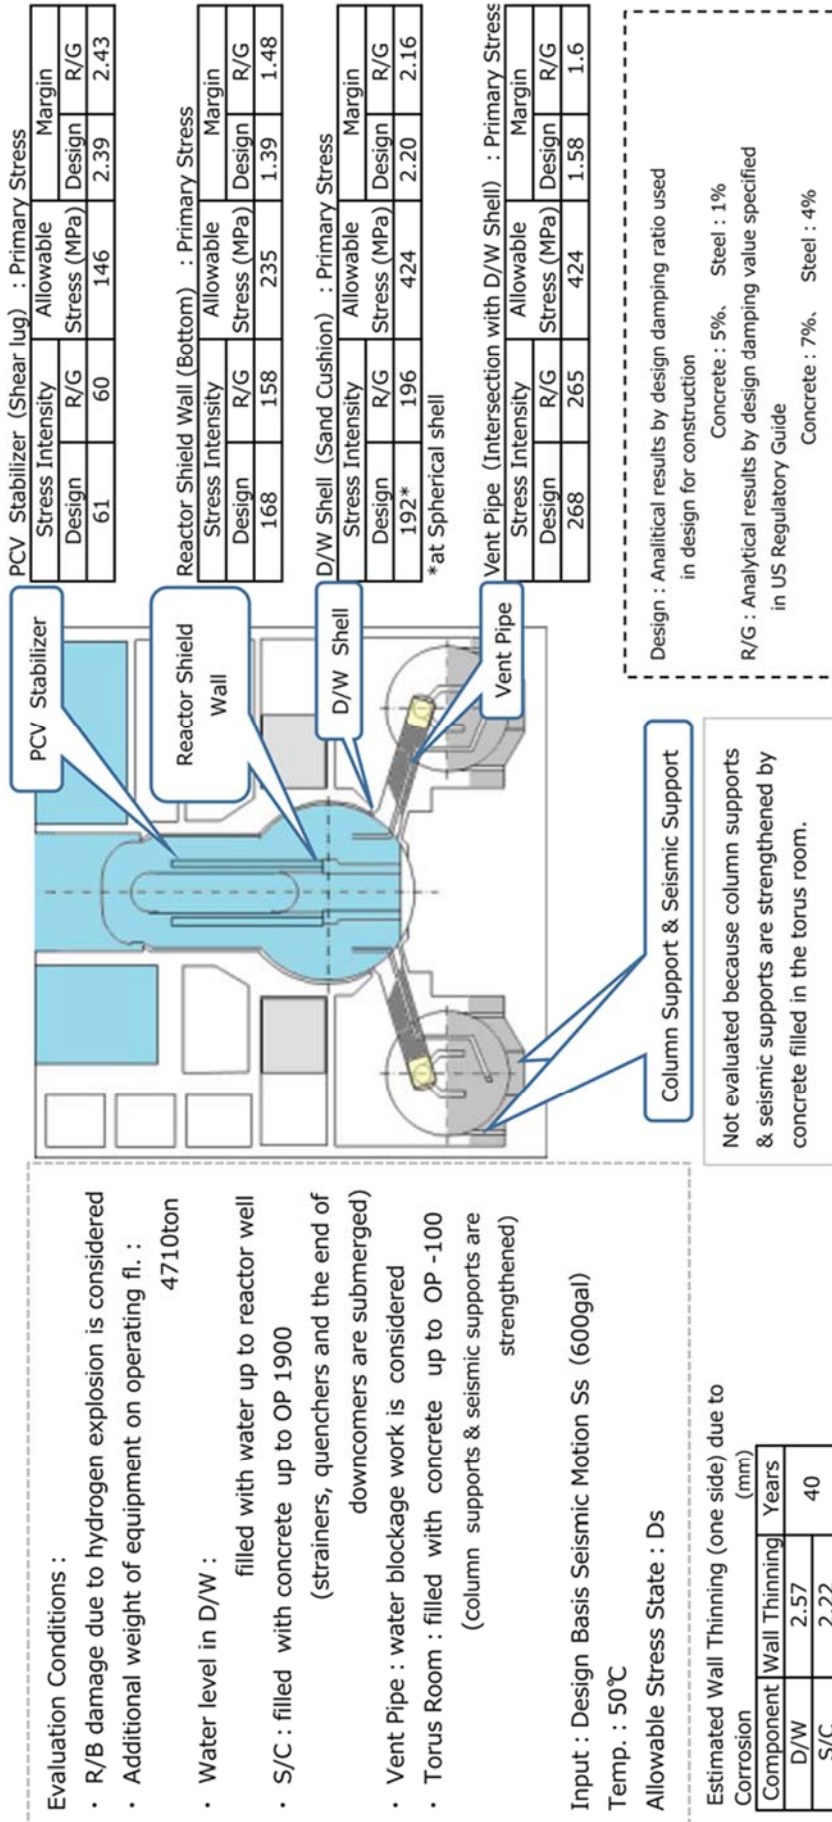 Evaluation Conditions :
· R/B damage due to hydrogen explosion is considered
· Additional weight of equipment on operating fl. :
4710ton
· Water level in D/W :
filled with water up to reactor well
· S/C : filled with concrete up to OP 1900
(strainers, quenchers and the end of
downcomers are submerged)
· Vent Pipe : water blockage work is considered
· Torus Room : filled with concrete up to OP -100
(column supports & seismic supports are
strengthened)
Input : Design Basis Seismic Motion Ss (600gal)
Temp. : 50℃
Allowable Stress State : Ds
Estimated Wall Thinning (one side) due to
Corrosion (mm)
Component Wall Thinning Years
D/W 2.57 40
S/C 2.22
PCV Stabilizer
Reactor Shield
Wall
D/W Shell
Vent Pipe
Column Support & Seismic Support
Not evaluated because column supports
& seismic supports are strengthened by
concrete filled in the torus room.
PCV Stabilizer (Shear lug) : Primary Stress
Stress Intensity Allowable Margin
Design R/G Stress (MPa) Design R/G
61 60 146 2.39 2.43
Reactor Shield Wall (Bottom) : Primary Stress
Stress Intensity Allowable Margin
Design R/G Stress (MPa) Design R/G
168 158 235 1.39 1.48
D/W Shell (Sand Cushion) : Primary Stress
Stress Intensity Allowable Margin
Design R/G Stress (MPa) Design R/G
192* 196 424 2.20 2.16
*at Spherical shell
Vent Pipe (Intersection with D/W Shell) : Primary Stress
Stress Intensity Allowable Margin
Design R/G Stress (MPa) Design R/G
268 265 424 1.58 1.6
Design : Analitical results by design damping ratio used
in design for construction
Concrete : 5%、 Steel : 1%
R/G : Analytical results by design damping value specified
in US Regulatory Guide
Concrete : 7%、 Steel : 4%